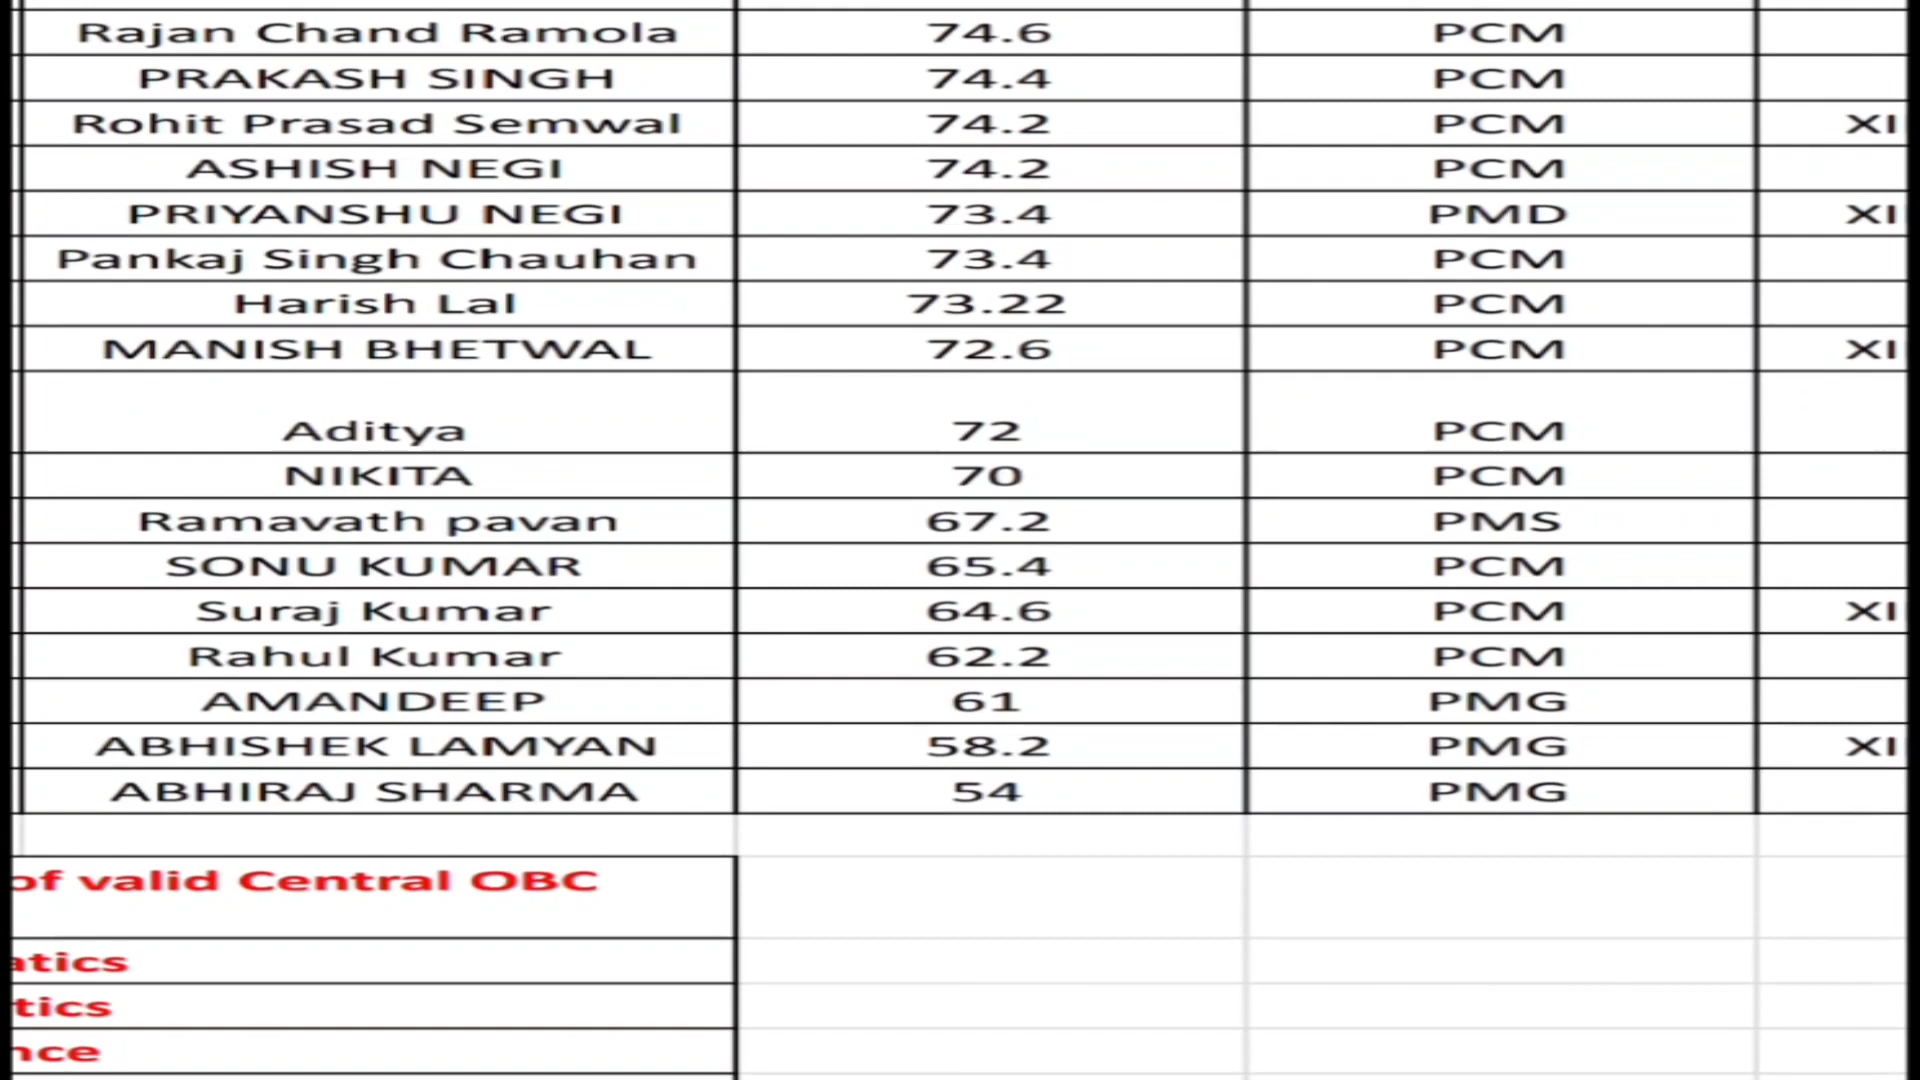 Rajan Chand Ramola 74.6 PCM
PRAKASH SINGH 74.4 PCM
Rohit Prasad Semwal 74.2 PCM XI
ASHISH NEGI 74.2 PCM
PRIYANSHU NEGI 73.4 PMD XI
Pankaj Singh Chauhan 73.4 PCM
Harish Lal 73.22 PCM
MANISH BHETWAL 72.6 PCM XI
Aditya 72 PCM
NIKITA 70 PCM
Ramavath pavan 67.2 PMS
SONU KUMAR 65.4 PCM
Suraj Kumar 64.6 PCM XI
Rahul Kumar 62.2 PCM
AMANDEEP 61 PMG
ABHISHEK LAMYAN 58.2 PMG XI
ABHIRAJ SHARMA 54 PMG
of valid Central OBC
atics
tics
nce